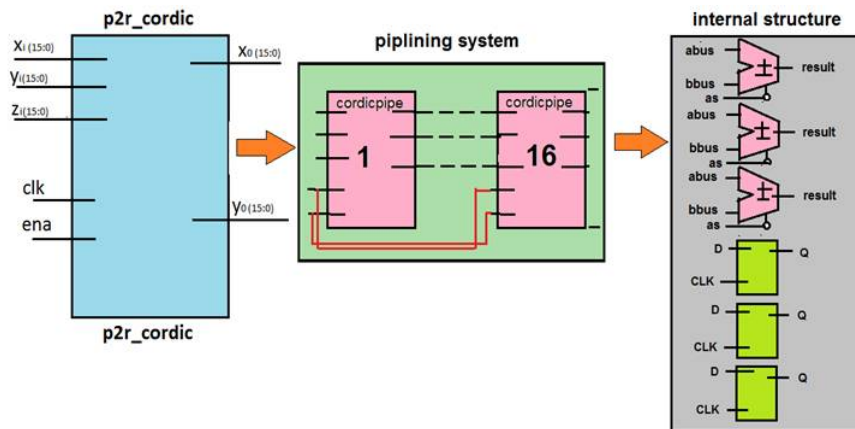 p2r_cordic
xi (15:0)
yi(15:0)
zi(15:0)
clk
ena
x0 (15:0)
y0 (15:0)
p2r_cordic
piplining system
cordicpipe
1
cordicpipe
16
internal structure
abus
bbus
as
±
result
abus
bbus
as
±
result
abus
bbus
as
±
result
D
Q
CLK
D
Q
CLK
D
Q
CLK